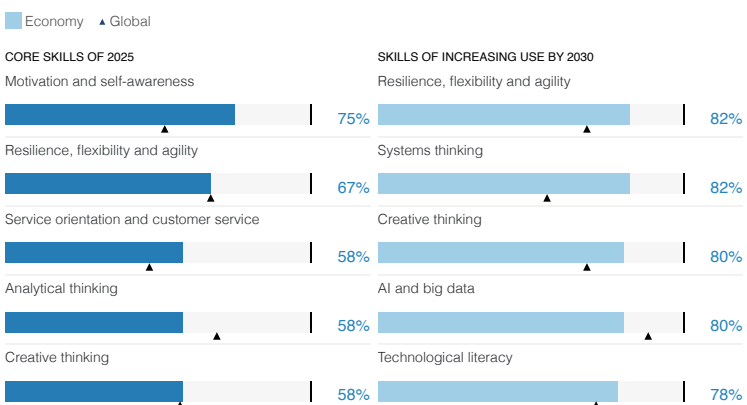 Economy Global
CORE SKILLS OF 2025
Motivation and self-awareness
75%
Resilience, flexibility and agility
67%
Service orientation and customer service
58%
Analytical thinking
58%
Creative thinking
58%
SKILLS OF INCREASING USE BY 2030
Resilience, flexibility and agility
82%
Systems thinking
82%
Creative thinking
80%
AI and big data
80%
Technological literacy
78%